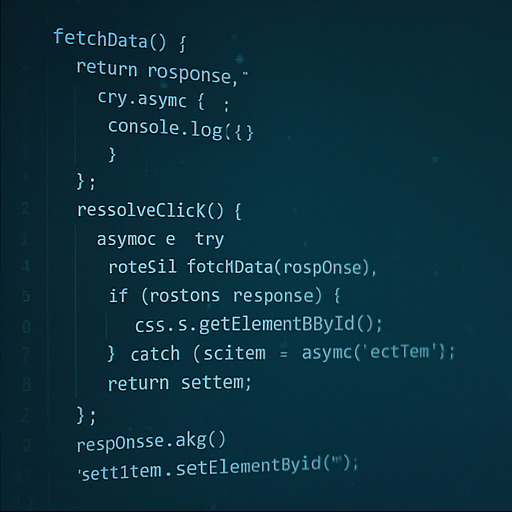 fetchData() {
return rosponse,"
cry.asymc { ;
console.log({}
}
};
ressolveClicK() {
asymoc e try
roteSil fotcMData(rospOnse),
if (rostons response) {
css.s.getElementBById();
} catch (scitem = asymc('ectTem'};
return settem;
};
respOnsse.akg()
'sett1tem.setElementByid("");